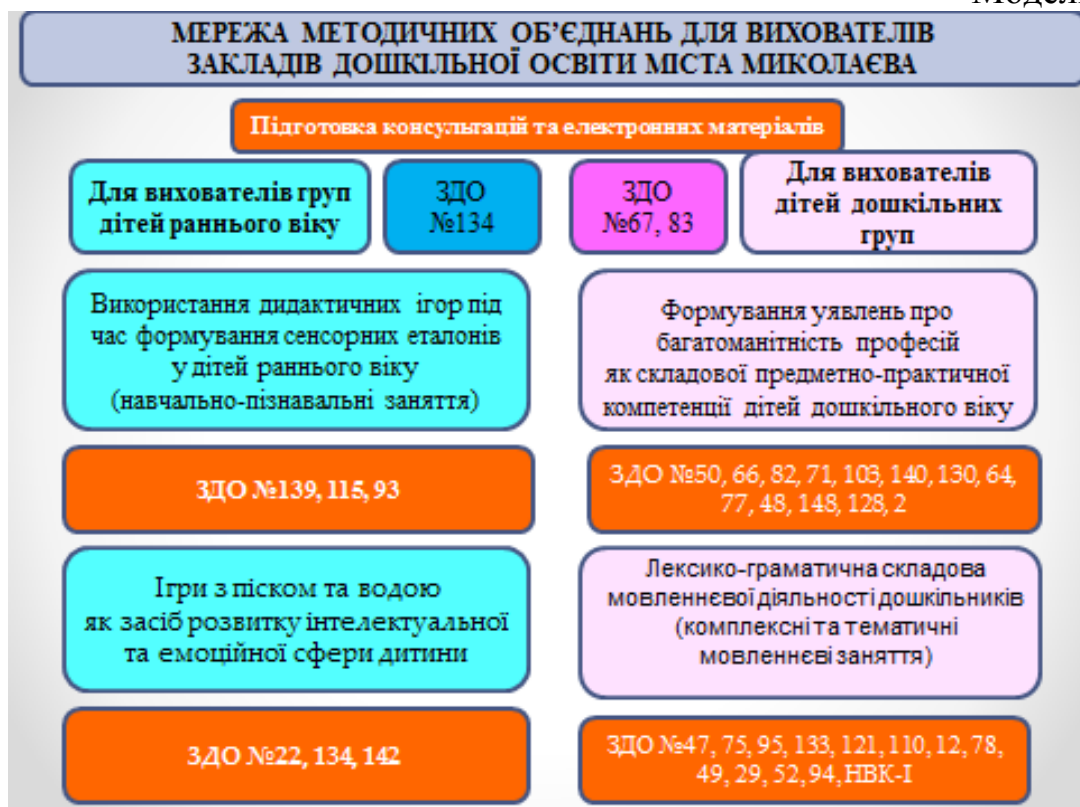 МЕРЕЖА МЕТОДИЧНИХ ОБ’ЄДНАНЬ ДЛЯ ВИХОВАТЕЛІВ
ЗАКЛАДІВ ДОШКІЛЬНОЇ ОСВІТИ МІСТА МИКОЛАЄВА
Підготовка консультацій та електронних матеріалів
Для вихователів груп
дітей раннього віку
ЗДО
№134
ЗДО
№67, 83
Для вихователів
дітей дошкільних
груп
Використання дидактичних ігор під
час формування сенсорних еталонів
у дітей раннього віку
(навчально-пізнавальні заняття)
Формування уявлень про
багатоманітність професій
як складової предметно-практичної
компетенції дітей дошкільного віку
ЗДО №139, 115, 93
ЗДО №50, 66, 82, 71, 103, 140, 130, 64,
77, 48, 148, 128, 2
Ігри з піском та водою
як засіб розвитку інтелектуальної
та емоційної сфери дитини
Лексико-граматична складова
мовленнєвої діяльності дошкільників
(комплексні та тематичні
мовленнєві заняття)
ЗДО №22, 134, 142
ЗДО №47, 75, 95, 133, 121, 110, 12, 78,
49, 29, 52, 94, НВК-І